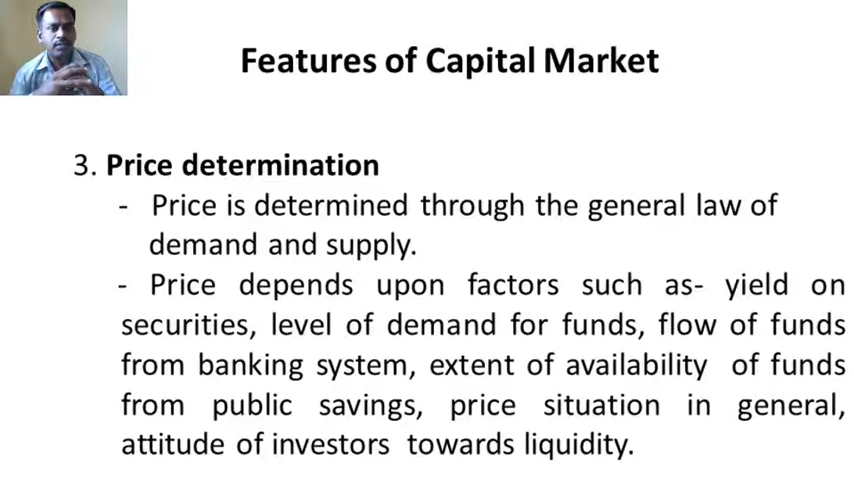 Features of Capital Market
3. Price determination
- Price is determined through the general law of
demand and supply.
- Price depends upon factors such as- yield on
securities, level of demand for funds, flow of funds
from banking system, extent of availability of funds
from public savings, price situation in general,
attitude of investors towards liquidity.